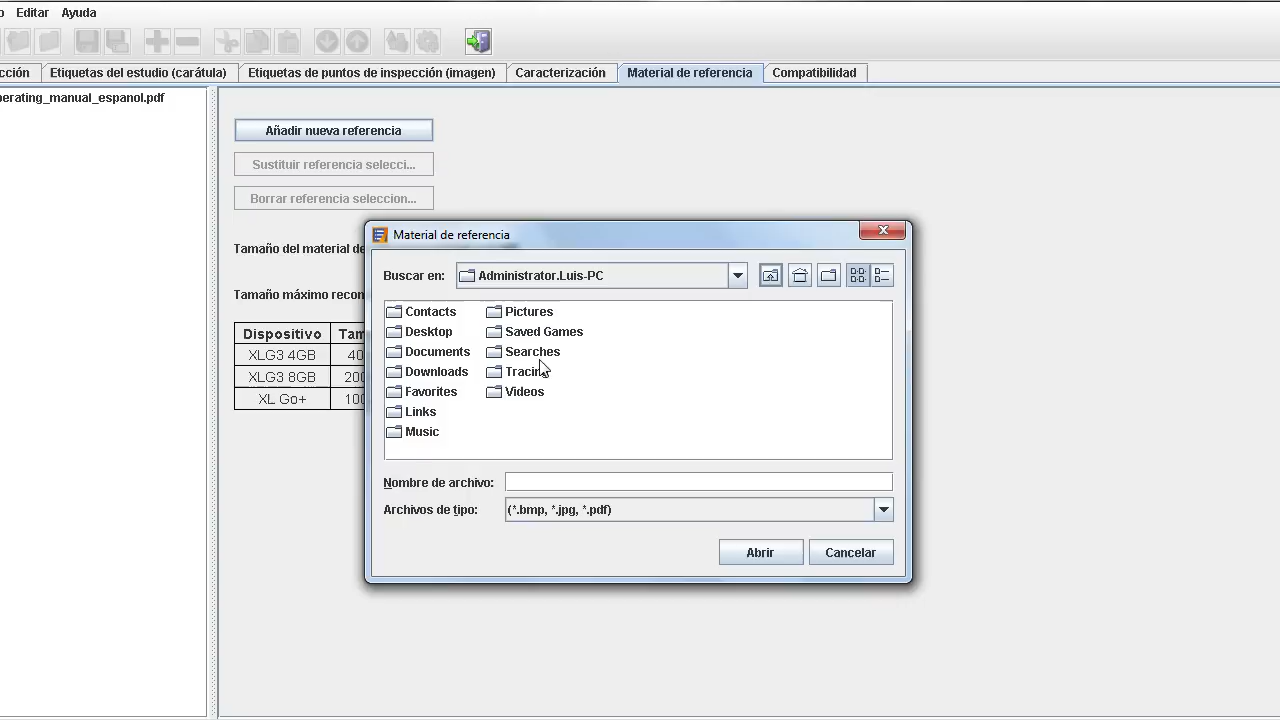 Editar Ayuda
cción Etiquetas del estudio (carátula) Etiquetas de puntos de inspección (imagen) Caracterización Material de referencia Compatibilidad
perating_manual_espanol.pdf
Añadir nueva referencia
Sustituir referencia selecci...
Borrar referencia seleccion...
Tamaño del material de
Tamaño máximo recon
Dispositivo Tam
XLG3 4GB 40
XLG3 8GB 200
XL Go+ 100
Material de referencia
Buscar en: Administrator.Luis-PC
Contacts Pictures
Desktop Saved Games
Documents Searches
Downloads Tracing
Favorites Videos
Links
Music
Nombre de archivo:
Archivos de tipo: (*.bmp, *.jpg, *.pdf)
Abrir Cancelar